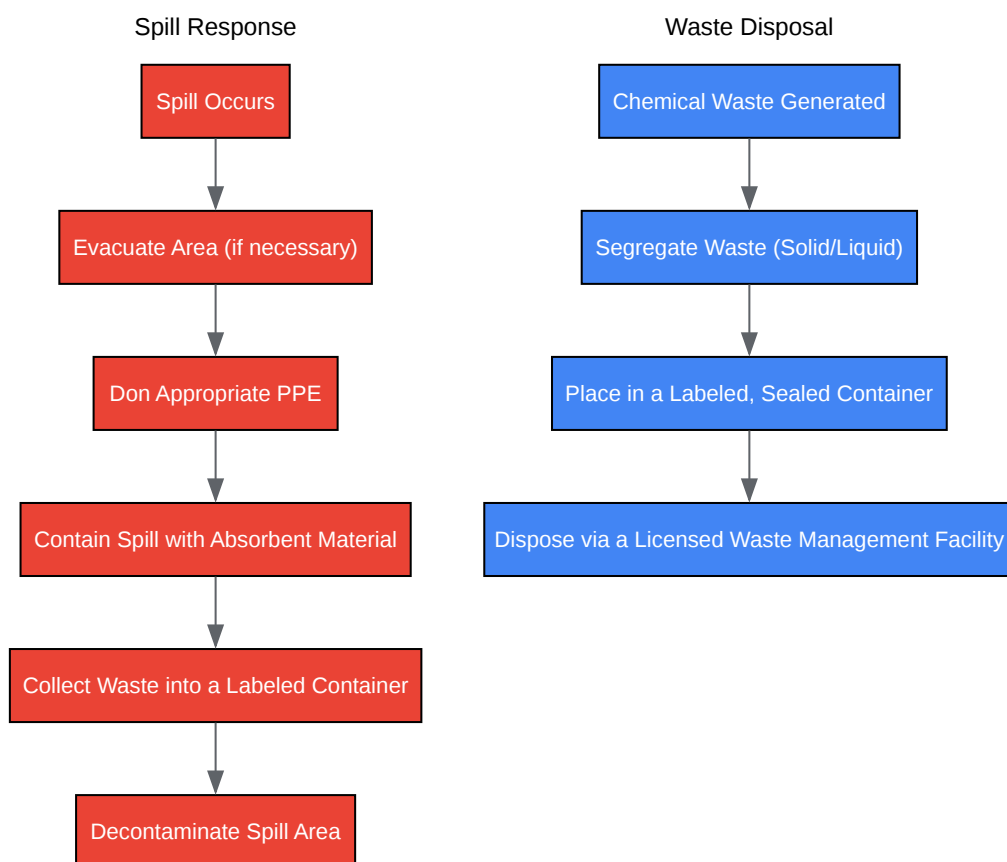 Spill Response
Spill Occurs
Evacuate Area (if necessary)
Don Appropriate PPE
Contain Spill with Absorbent Material
Collect Waste into a Labeled Container
Decontaminate Spill Area
Waste Disposal
Chemical Waste Generated
Segregate Waste (Solid/Liquid)
Place in a Labeled, Sealed Container
Dispose via a Licensed Waste Management Facility